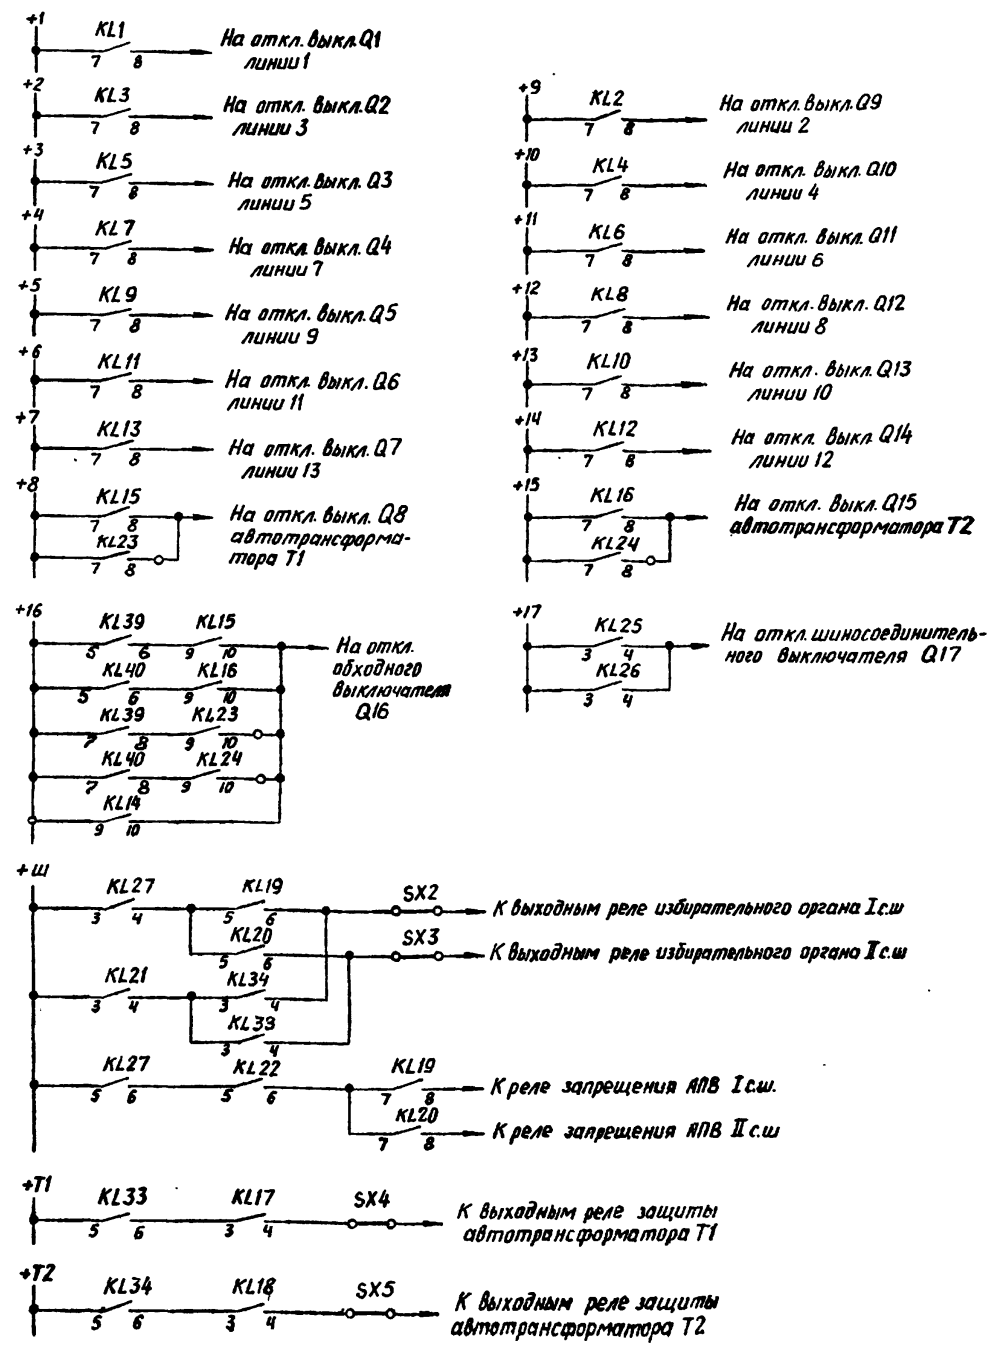 +1
KL1
7 8
На откл. выкл. Q1
линии 1
+2
KL3
7 8
На откл. выкл. Q2
линии 3
+3
KL5
7 8
На откл. выкл. Q3
линии 5
+4
KL7
7 8
На откл. выкл. Q4
линии 7
+5
KL9
7 8
На откл. выкл. Q5
линии 9
+6
KL11
7 8
На откл. выкл. Q6
линии 11
+7
KL13
7 8
На откл. выкл. Q7
линии 13
+8
KL15
7 8
KL23
7 8
На откл. выкл. Q8
автотрансформа-
тора Т1
+9
KL2
7 8
На откл. выкл. Q9
линии 2
+10
KL4
7 8
На откл. выкл. Q10
линии 4
+11
KL6
7 8
На откл. выкл. Q11
линии 6
+12
KL8
7 8
На откл. выкл. Q12
линии 8
+13
KL10
7 8
На откл. выкл. Q13
линии 10
+14
KL12
7 8
На откл. выкл Q14
линии 12
+15
KL16
7 8
KL24
7 8
На откл. выкл. Q15
автотрансформатора Т2
+16
KL39 KL15
5 6 9 10
KL40 KL16
5 6 9 10
KL39 KL23
7 8 9 10
KL40 KL24
7 8 9 10
KL14
9 10
На откл.
обходного
выключателя
Q16
+17
KL25
3 4
KL26
3 4
На откл. шиносоединитель-
ного выключателя Q17
+Ш
KL27 KL19 SX2
3 4 5 6
К выходным реле избирательного органа I с.ш
KL20 SX3
5 6
К выходным реле избирательного органа II с.ш
KL21 KL34
3 4 3 4
KL33
3 4
KL27 KL22 KL19
5 6 5 6 7 8
К реле запрещения АПВ I с.ш.
KL20
7 8
К реле запрещения АПВ II с.ш
+Т1
KL33 KL17 SX4
5 6 3 4
К выходным реле защиты
автотрансформатора Т1
+Т2
KL34 KL18 SX5
5 6 3 4
К выходным реле защиты
автотрансформатора Т2